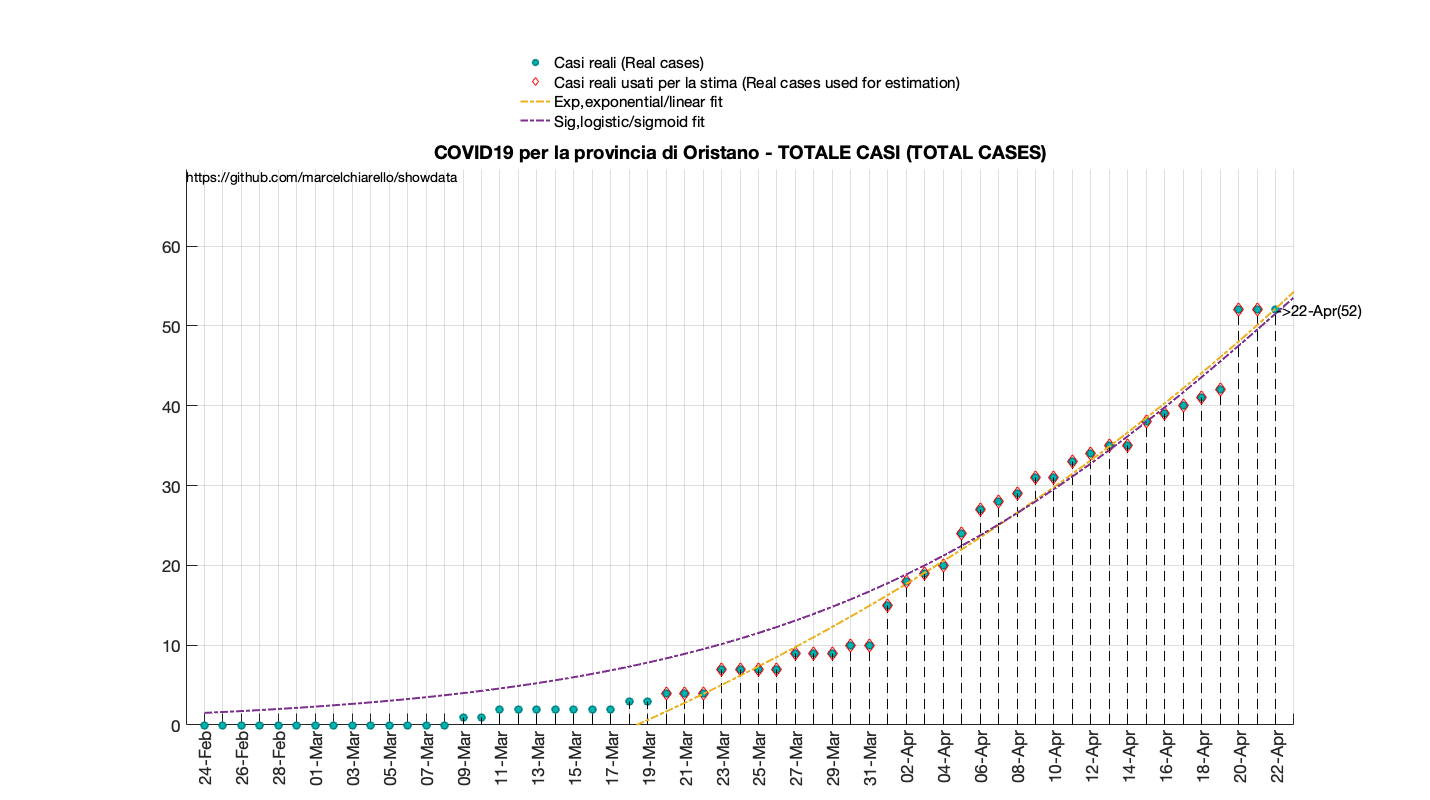 Casi reali (Real cases)
Casi reali usati per la stima (Real cases used for estimation)
Exp,exponential/linear fit
Sig,logistic/sigmoid fit
COVID19 per la provincia di Oristano - TOTALE CASI (TOTAL CASES)
https://github.com/marcelchiarello/showdata
60
50
40
30
20
10
0
>22-Apr(52)
24-Feb
26-Feb
28-Feb
01-Mar
03-Mar
05-Mar
07-Mar
09-Mar
11-Mar
13-Mar
15-Mar
17-Mar
19-Mar
21-Mar
23-Mar
25-Mar
27-Mar
29-Mar
31-Mar
02-Apr
04-Apr
06-Apr
08-Apr
10-Apr
12-Apr
14-Apr
16-Apr
18-Apr
20-Apr
22-Apr